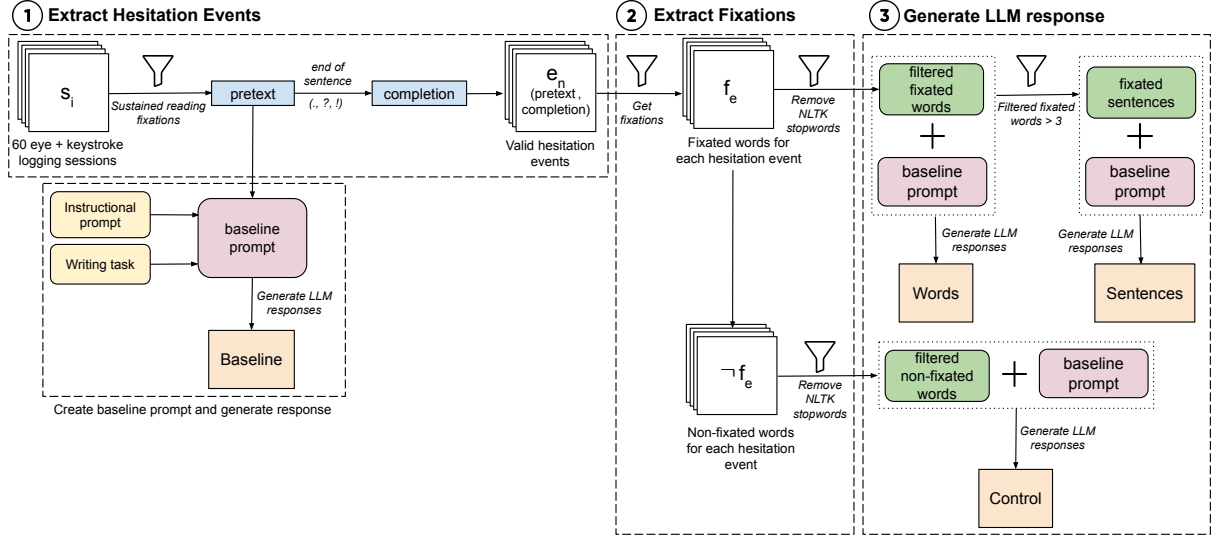 1 Extract Hesitation Events
s_i
60 eye + keystroke
logging sessions
Sustained reading
fixations
pretext
end of
sentence
(., ?, !)
completion
e_n
(pretext ,
completion)
Valid hesitation
events
Instructional
prompt
Writing task
baseline
prompt
Generate LLM
responses
Baseline
Create baseline prompt and generate response
2 Extract Fixations
Get
fixations
f_e
Fixated words for
each hesitation event
Remove
NLTK
stopwords
¬ f_e
Non-fixated words
for each hesitation
event
Remove
NLTK
stopwords
3 Generate LLM response
filtered
fixated
words
+
baseline
prompt
Filtered fixated
words > 3
fixated
sentences
+
baseline
prompt
Generate LLM
responses
Words
Generate LLM
responses
Sentences
filtered
non-fixated
words
+
baseline
prompt
Generate LLM
responses
Control